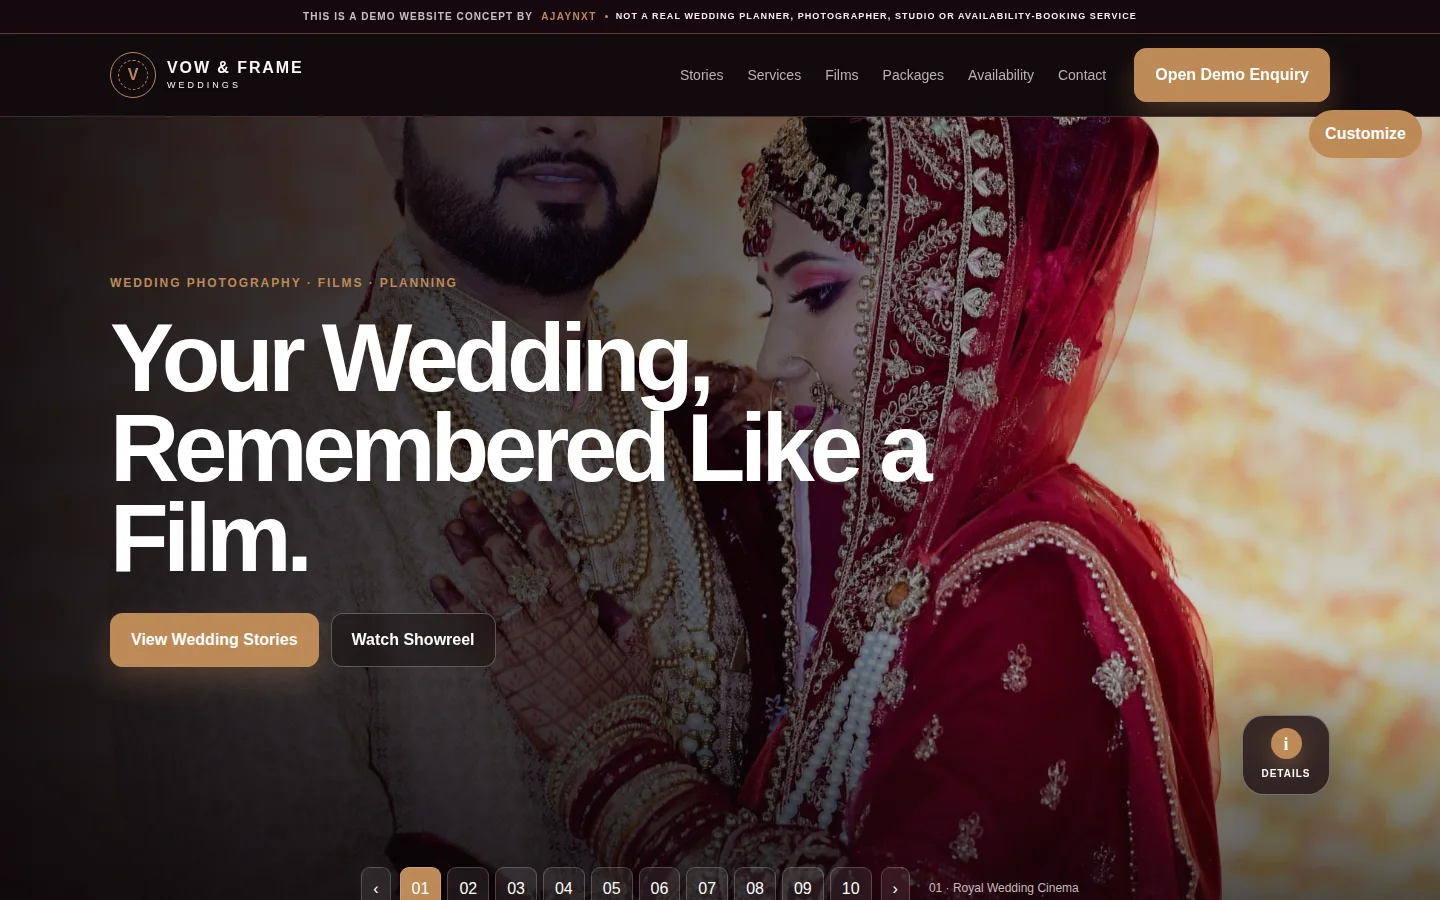 THIS IS A DEMO WEBSITE CONCEPT BY AJAYNXT • NOT A REAL WEDDING PLANNER, PHOTOGRAPHER, STUDIO OR AVAILABILITY-BOOKING SERVICE
V
VOW & FRAME
WEDDINGS
Stories Services Films Packages Availability Contact Open Demo Enquiry
Customize
WEDDING PHOTOGRAPHY · FILMS · PLANNING
Your Wedding,
Remembered Like a
Film.
View Wedding Stories Watch Showreel
i
DETAILS
‹ 01 02 03 04 05 06 07 08 09 10 › 01 · Royal Wedding Cinema